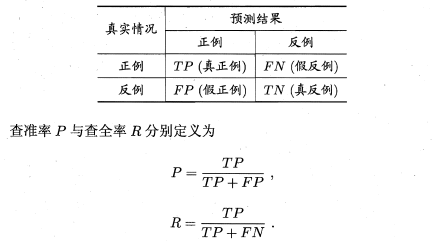 真实情况 预测结果
正例 反例
正例 TP (真正例) FN (假反例)
反例 FP (假正例) TN (真反例)
查准率 P 与查全率 R 分别定义为
P = TP / (TP + FP) ,
R = TP / (TP + FN) .